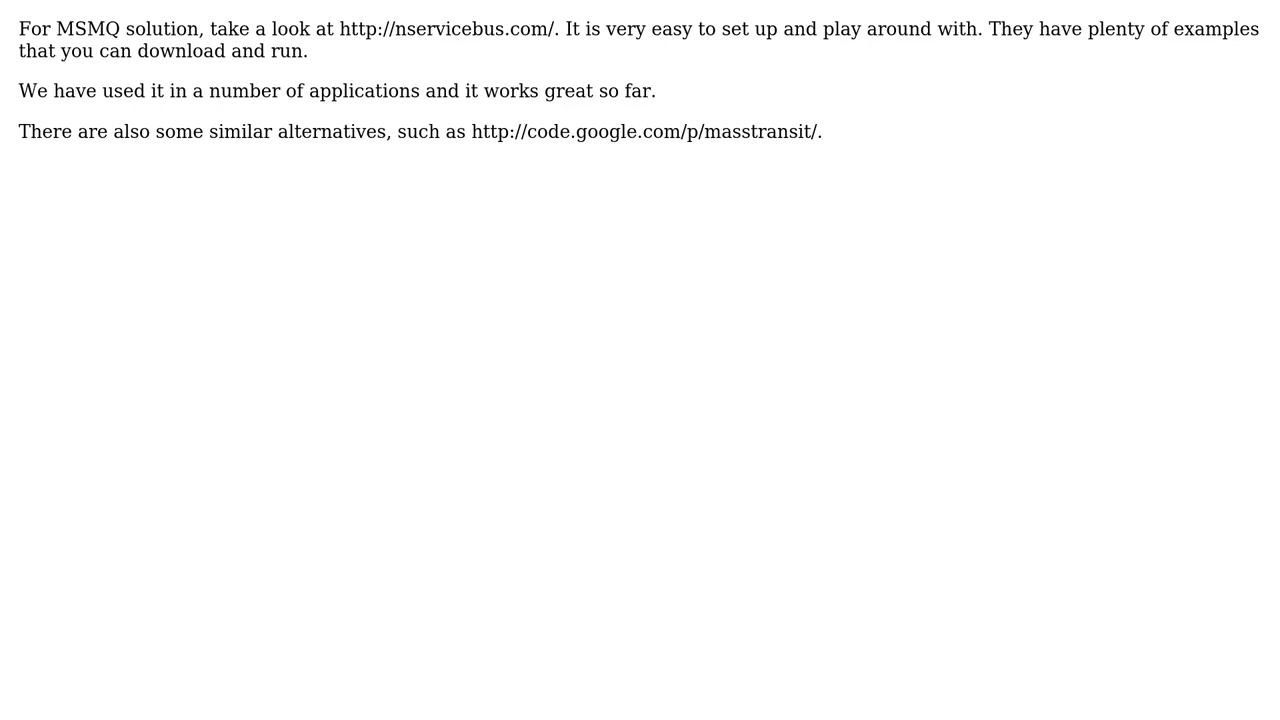 For MSMQ solution, take a look at http://nservicebus.com/. It is very easy to set up and play around with. They have plenty of examples
that you can download and run.
We have used it in a number of applications and it works great so far.
There are also some similar alternatives, such as http://code.google.com/p/masstransit/.